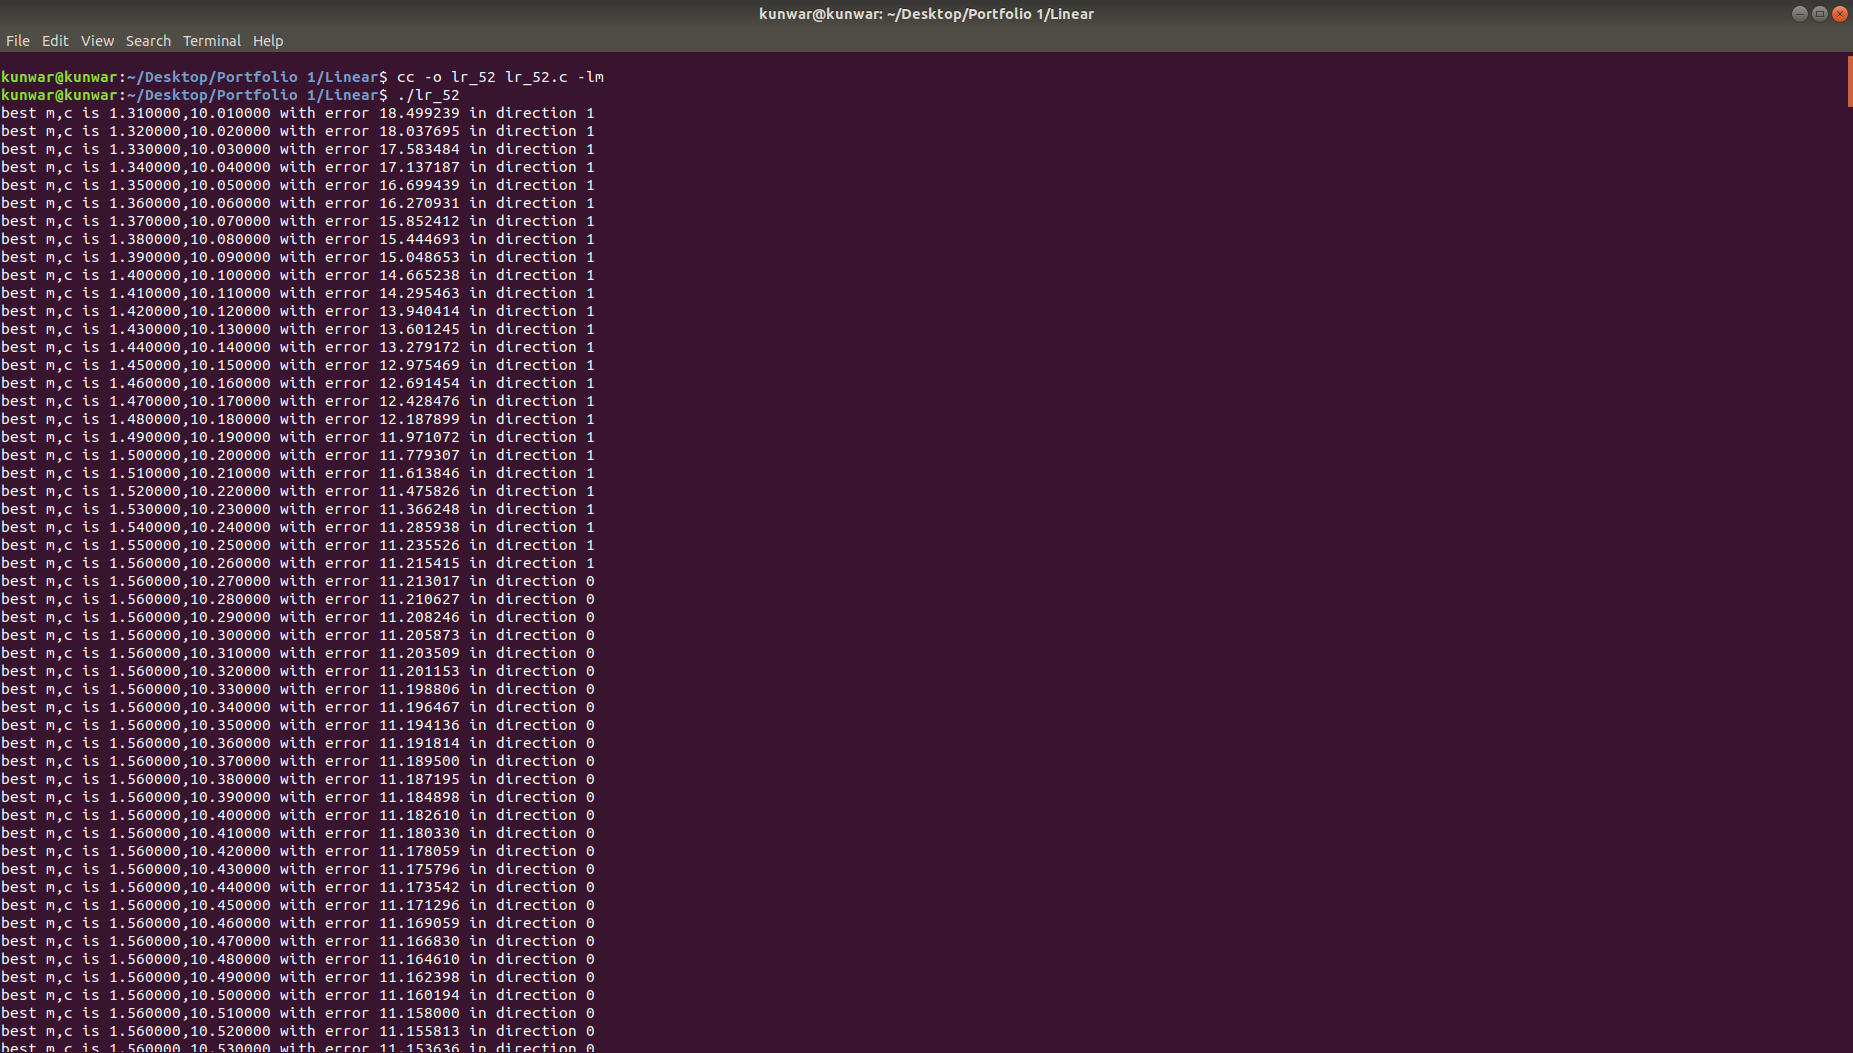 kunwar@kunwar: ~/Desktop/Portfolio 1/Linear
File Edit View Search Terminal Help
kunwar@kunwar:~/Desktop/Portfolio 1/Linear$ cc -o lr_52 lr_52.c -lm
kunwar@kunwar:~/Desktop/Portfolio 1/Linear$ ./lr_52
best m,c is 1.310000,10.010000 with error 18.499239 in direction 1
best m,c is 1.320000,10.020000 with error 18.037695 in direction 1
best m,c is 1.330000,10.030000 with error 17.583484 in direction 1
best m,c is 1.340000,10.040000 with error 17.137187 in direction 1
best m,c is 1.350000,10.050000 with error 16.699439 in direction 1
best m,c is 1.360000,10.060000 with error 16.270931 in direction 1
best m,c is 1.370000,10.070000 with error 15.852412 in direction 1
best m,c is 1.380000,10.080000 with error 15.444693 in direction 1
best m,c is 1.390000,10.090000 with error 15.048653 in direction 1
best m,c is 1.400000,10.100000 with error 14.665238 in direction 1
best m,c is 1.410000,10.110000 with error 14.295463 in direction 1
best m,c is 1.420000,10.120000 with error 13.940414 in direction 1
best m,c is 1.430000,10.130000 with error 13.601245 in direction 1
best m,c is 1.440000,10.140000 with error 13.279172 in direction 1
best m,c is 1.450000,10.150000 with error 12.975469 in direction 1
best m,c is 1.460000,10.160000 with error 12.691454 in direction 1
best m,c is 1.470000,10.170000 with error 12.428476 in direction 1
best m,c is 1.480000,10.180000 with error 12.187899 in direction 1
best m,c is 1.490000,10.190000 with error 11.971072 in direction 1
best m,c is 1.500000,10.200000 with error 11.779307 in direction 1
best m,c is 1.510000,10.210000 with error 11.613846 in direction 1
best m,c is 1.520000,10.220000 with error 11.475826 in direction 1
best m,c is 1.530000,10.230000 with error 11.366248 in direction 1
best m,c is 1.540000,10.240000 with error 11.285938 in direction 1
best m,c is 1.550000,10.250000 with error 11.235526 in direction 1
best m,c is 1.560000,10.260000 with error 11.215415 in direction 1
best m,c is 1.560000,10.270000 with error 11.213017 in direction 0
best m,c is 1.560000,10.280000 with error 11.210627 in direction 0
best m,c is 1.560000,10.290000 with error 11.208246 in direction 0
best m,c is 1.560000,10.300000 with error 11.205873 in direction 0
best m,c is 1.560000,10.310000 with error 11.203509 in direction 0
best m,c is 1.560000,10.320000 with error 11.201153 in direction 0
best m,c is 1.560000,10.330000 with error 11.198806 in direction 0
best m,c is 1.560000,10.340000 with error 11.196467 in direction 0
best m,c is 1.560000,10.350000 with error 11.194136 in direction 0
best m,c is 1.560000,10.360000 with error 11.191814 in direction 0
best m,c is 1.560000,10.370000 with error 11.189500 in direction 0
best m,c is 1.560000,10.380000 with error 11.187195 in direction 0
best m,c is 1.560000,10.390000 with error 11.184898 in direction 0
best m,c is 1.560000,10.400000 with error 11.182610 in direction 0
best m,c is 1.560000,10.410000 with error 11.180330 in direction 0
best m,c is 1.560000,10.420000 with error 11.178059 in direction 0
best m,c is 1.560000,10.430000 with error 11.175796 in direction 0
best m,c is 1.560000,10.440000 with error 11.173542 in direction 0
best m,c is 1.560000,10.450000 with error 11.171296 in direction 0
best m,c is 1.560000,10.460000 with error 11.169059 in direction 0
best m,c is 1.560000,10.470000 with error 11.166830 in direction 0
best m,c is 1.560000,10.480000 with error 11.164610 in direction 0
best m,c is 1.560000,10.490000 with error 11.162398 in direction 0
best m,c is 1.560000,10.500000 with error 11.160194 in direction 0
best m,c is 1.560000,10.510000 with error 11.158000 in direction 0
best m,c is 1.560000,10.520000 with error 11.155813 in direction 0
best m,c is 1.560000,10.530000 with error 11.153636 in direction 0